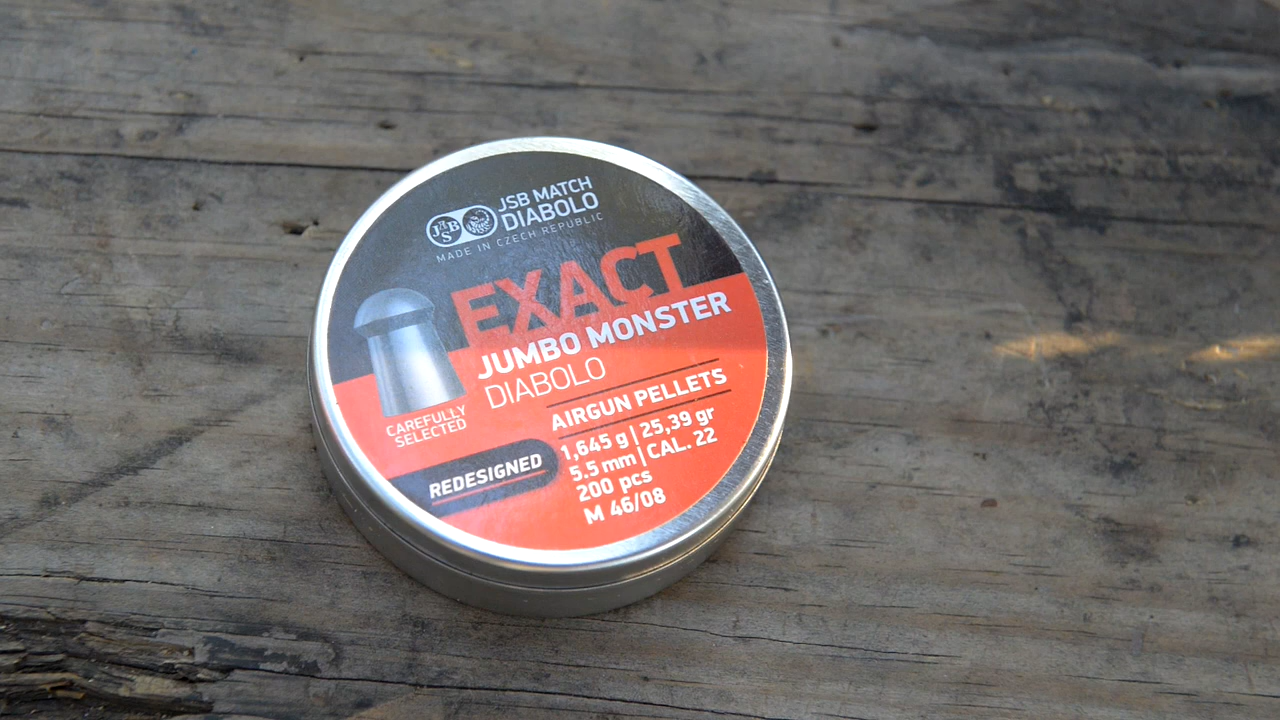 JSB
JSB MATCH
DIABOLO
MADE IN CZECH REPUBLIC
EXACT
JUMBO MONSTER
DIABOLO
AIRGUN PELLETS
CAREFULLY
SELECTED
REDESIGNED
1,645 g | 25,39 gr
5.5 mm | CAL. 22
200 pcs
M 46/08